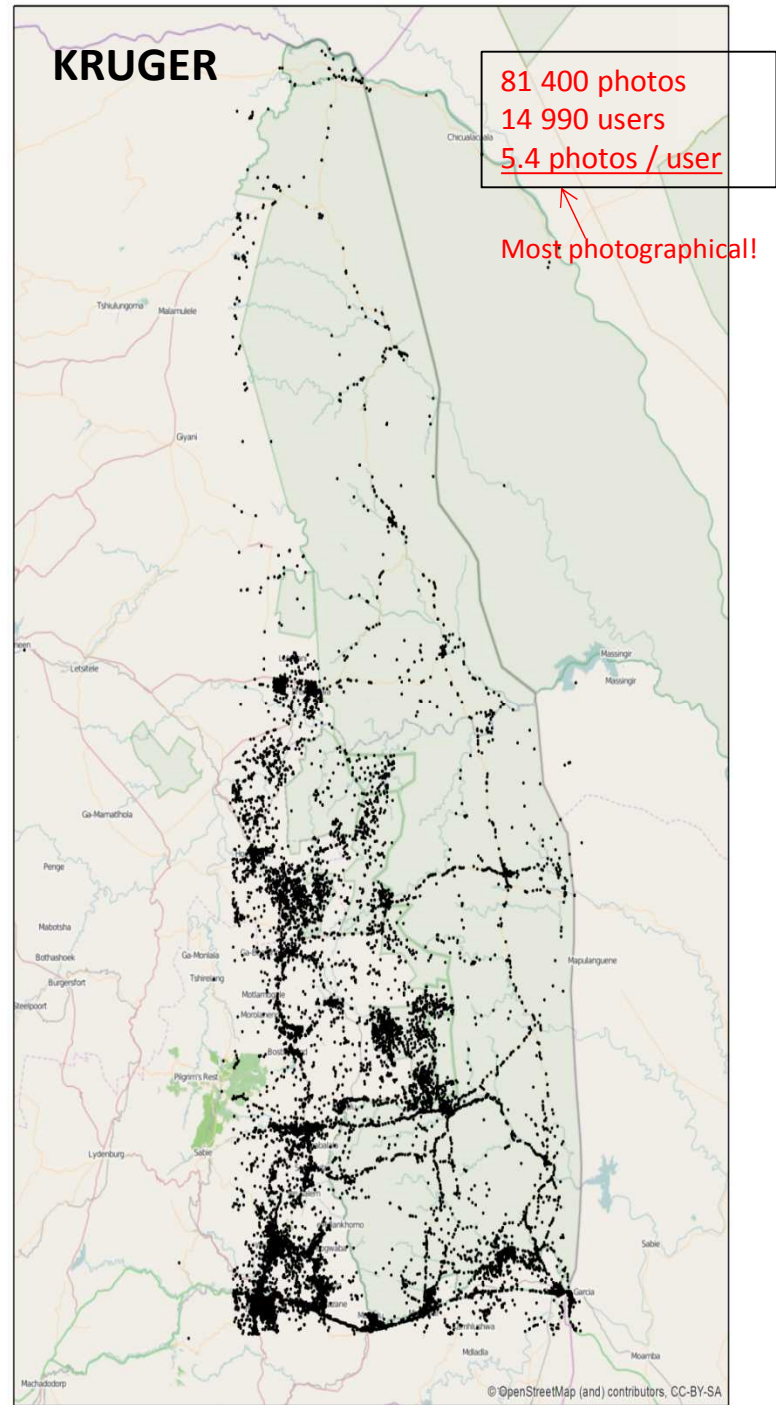 KRUGER
81 400 photos
14 990 users
5.4 photos / user
Most photographical!
Chicualacuala
Tshiulungoma
Malamulele
Giyani
Letsitele
Massingir
Massingir
Ga-Mamathola
Penge
Mabotsha
Bothashoek
Burgersfort
Ga-Moniala
Tshirelang
Motlamogole
Mapulanguene
Pilgrim's Rest
Lydenburg
Sabie
Sabie
Garcia
Mdladla
Moamba
Machadodorp
© OpenStreetMap (and) contributors, CC-BY-SA